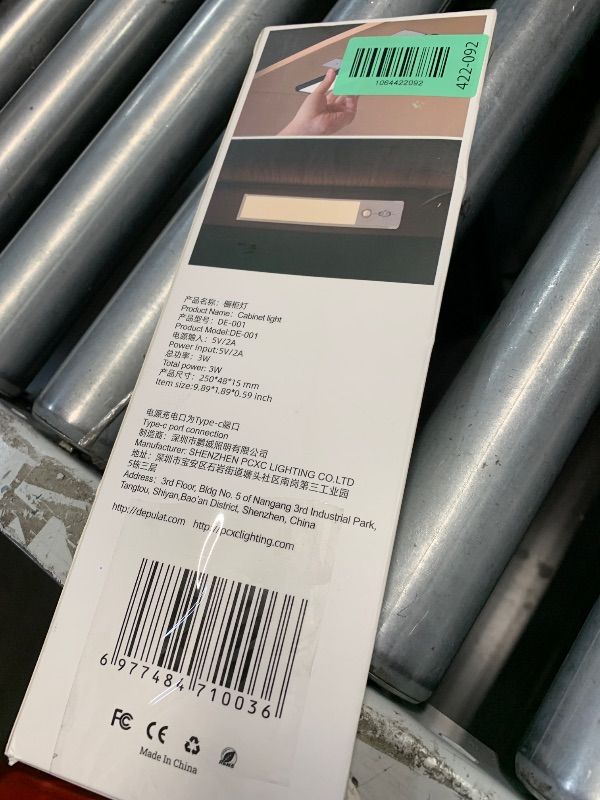 1064422092
422-092
产品名称：橱柜灯
Product Name: Cabinet light
产品型号：DE-001
Product Model:DE-001
电源输入：5V/2A
Power Input:5V/2A
总功率：3W
Total power: 3W
产品尺寸：250*48*15 mm
Item size:9.89*1.89*0.59 inch
电源充电口为Type-c端口
Type-c port connection
制造商：深圳市鹏诚照明有限公司
Manufacturer: SHENZHEN PCXC LIGHTING CO.LTD
地址：深圳市宝安区石岩街道塘头社区南岗第三工业园
5栋三层
Address: 3rd Floor, Bldg No. 5 of Nangang 3rd Industrial Park,
Tangtou, Shiyan,Bao'an District, Shenzhen, China
http://depulat.com http://pcxclighting.com
6 977484 710036
FC CE
Made In China